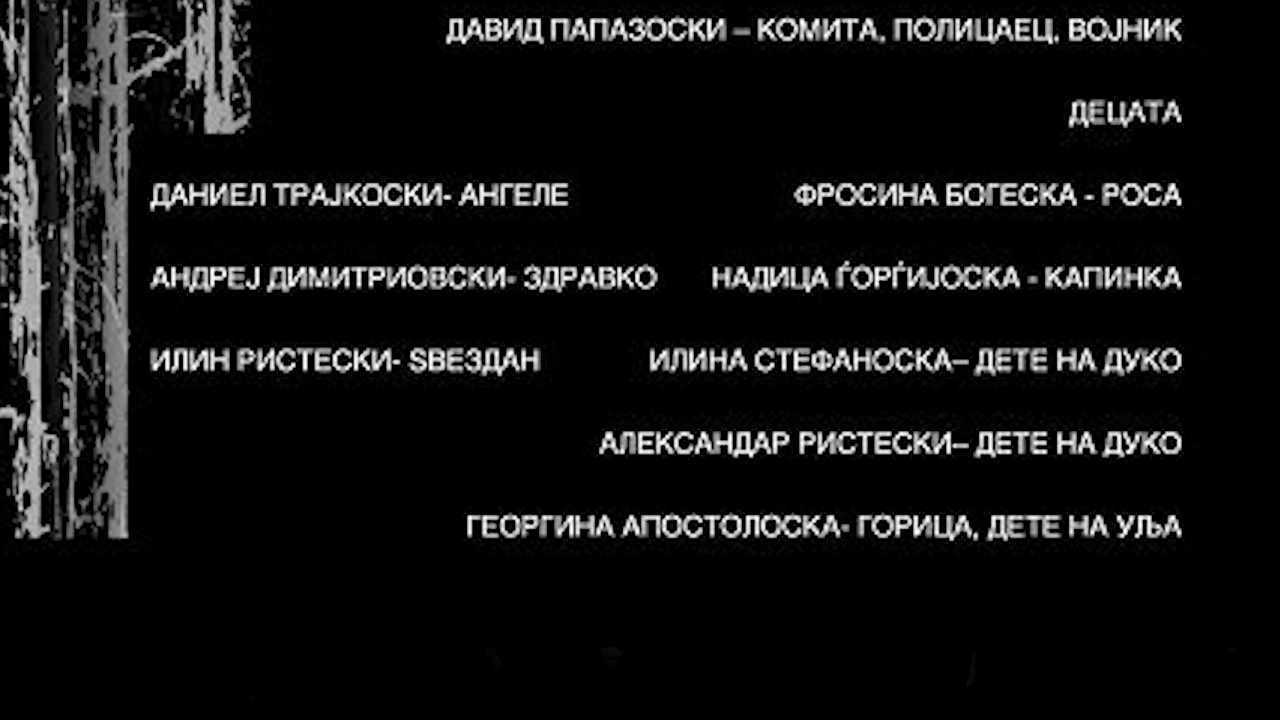 ДАВИД ПАПАЗОСКИ – КОМИТА, ПОЛИЦАЕЦ, ВОЈНИК
ДЕЦАТА
ДАНИЕЛ ТРАЈКОСКИ- АНГЕЛЕ ФРОСИНА БОГЕСКА - РОСА
АНДРЕЈ ДИМИТРИОВСКИ- ЗДРАВКО НАДИЦА ЃОРЃИЈОСКА - КАПИНКА
ИЛИН РИСТЕСКИ- ЅВЕЗДАН ИЛИНА СТЕФАНОСКА– ДЕТЕ НА ДУКО
АЛЕКСАНДАР РИСТЕСКИ– ДЕТЕ НА ДУКО
ГЕОРГИНА АПОСТОЛОСКА- ГОРИЦА, ДЕТЕ НА УЉА